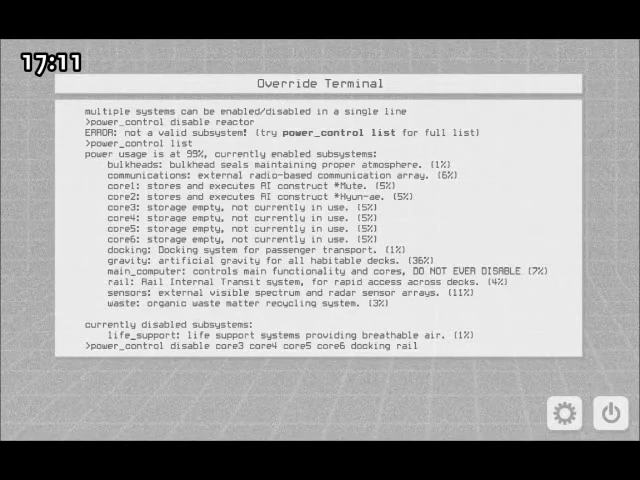 17:11
Override Terminal
multiple systems can be enabled/disabled in a single line
>power_control disable reactor
ERROR: not a valid subsystem! (try power_control list for full list)
>power_control list
power usage is at 99%, currently enabled subsystems:
bulkheads: bulkhead seals maintaining proper atmosphere. (1%)
communications: external radio-based communication array. (6%)
core1: stores and executes AI construct *Mute. (5%)
core2: stores and executes AI construct *Hyun-ae. (5%)
core3: storage empty, not currently in use. (5%)
core4: storage empty, not currently in use. (5%)
core5: storage empty, not currently in use. (5%)
core6: storage empty, not currently in use. (5%)
docking: Docking system for passenger transport. (1%)
gravity: artificial gravity for all habitable decks. (36%)
main_computer: controls main functionality and cores, DO NOT EVER DISABLE (7%)
rail: Rail Internal Transit system, for rapid access across decks. (4%)
sensors: external visible spectrum and radar sensor arrays. (11%)
waste: organic waste matter recycling system. (3%)
currently disabled subsystems:
life_support: life support systems providing breathable air. (1%)
>power_control disable core3 core4 core5 core6 docking rail